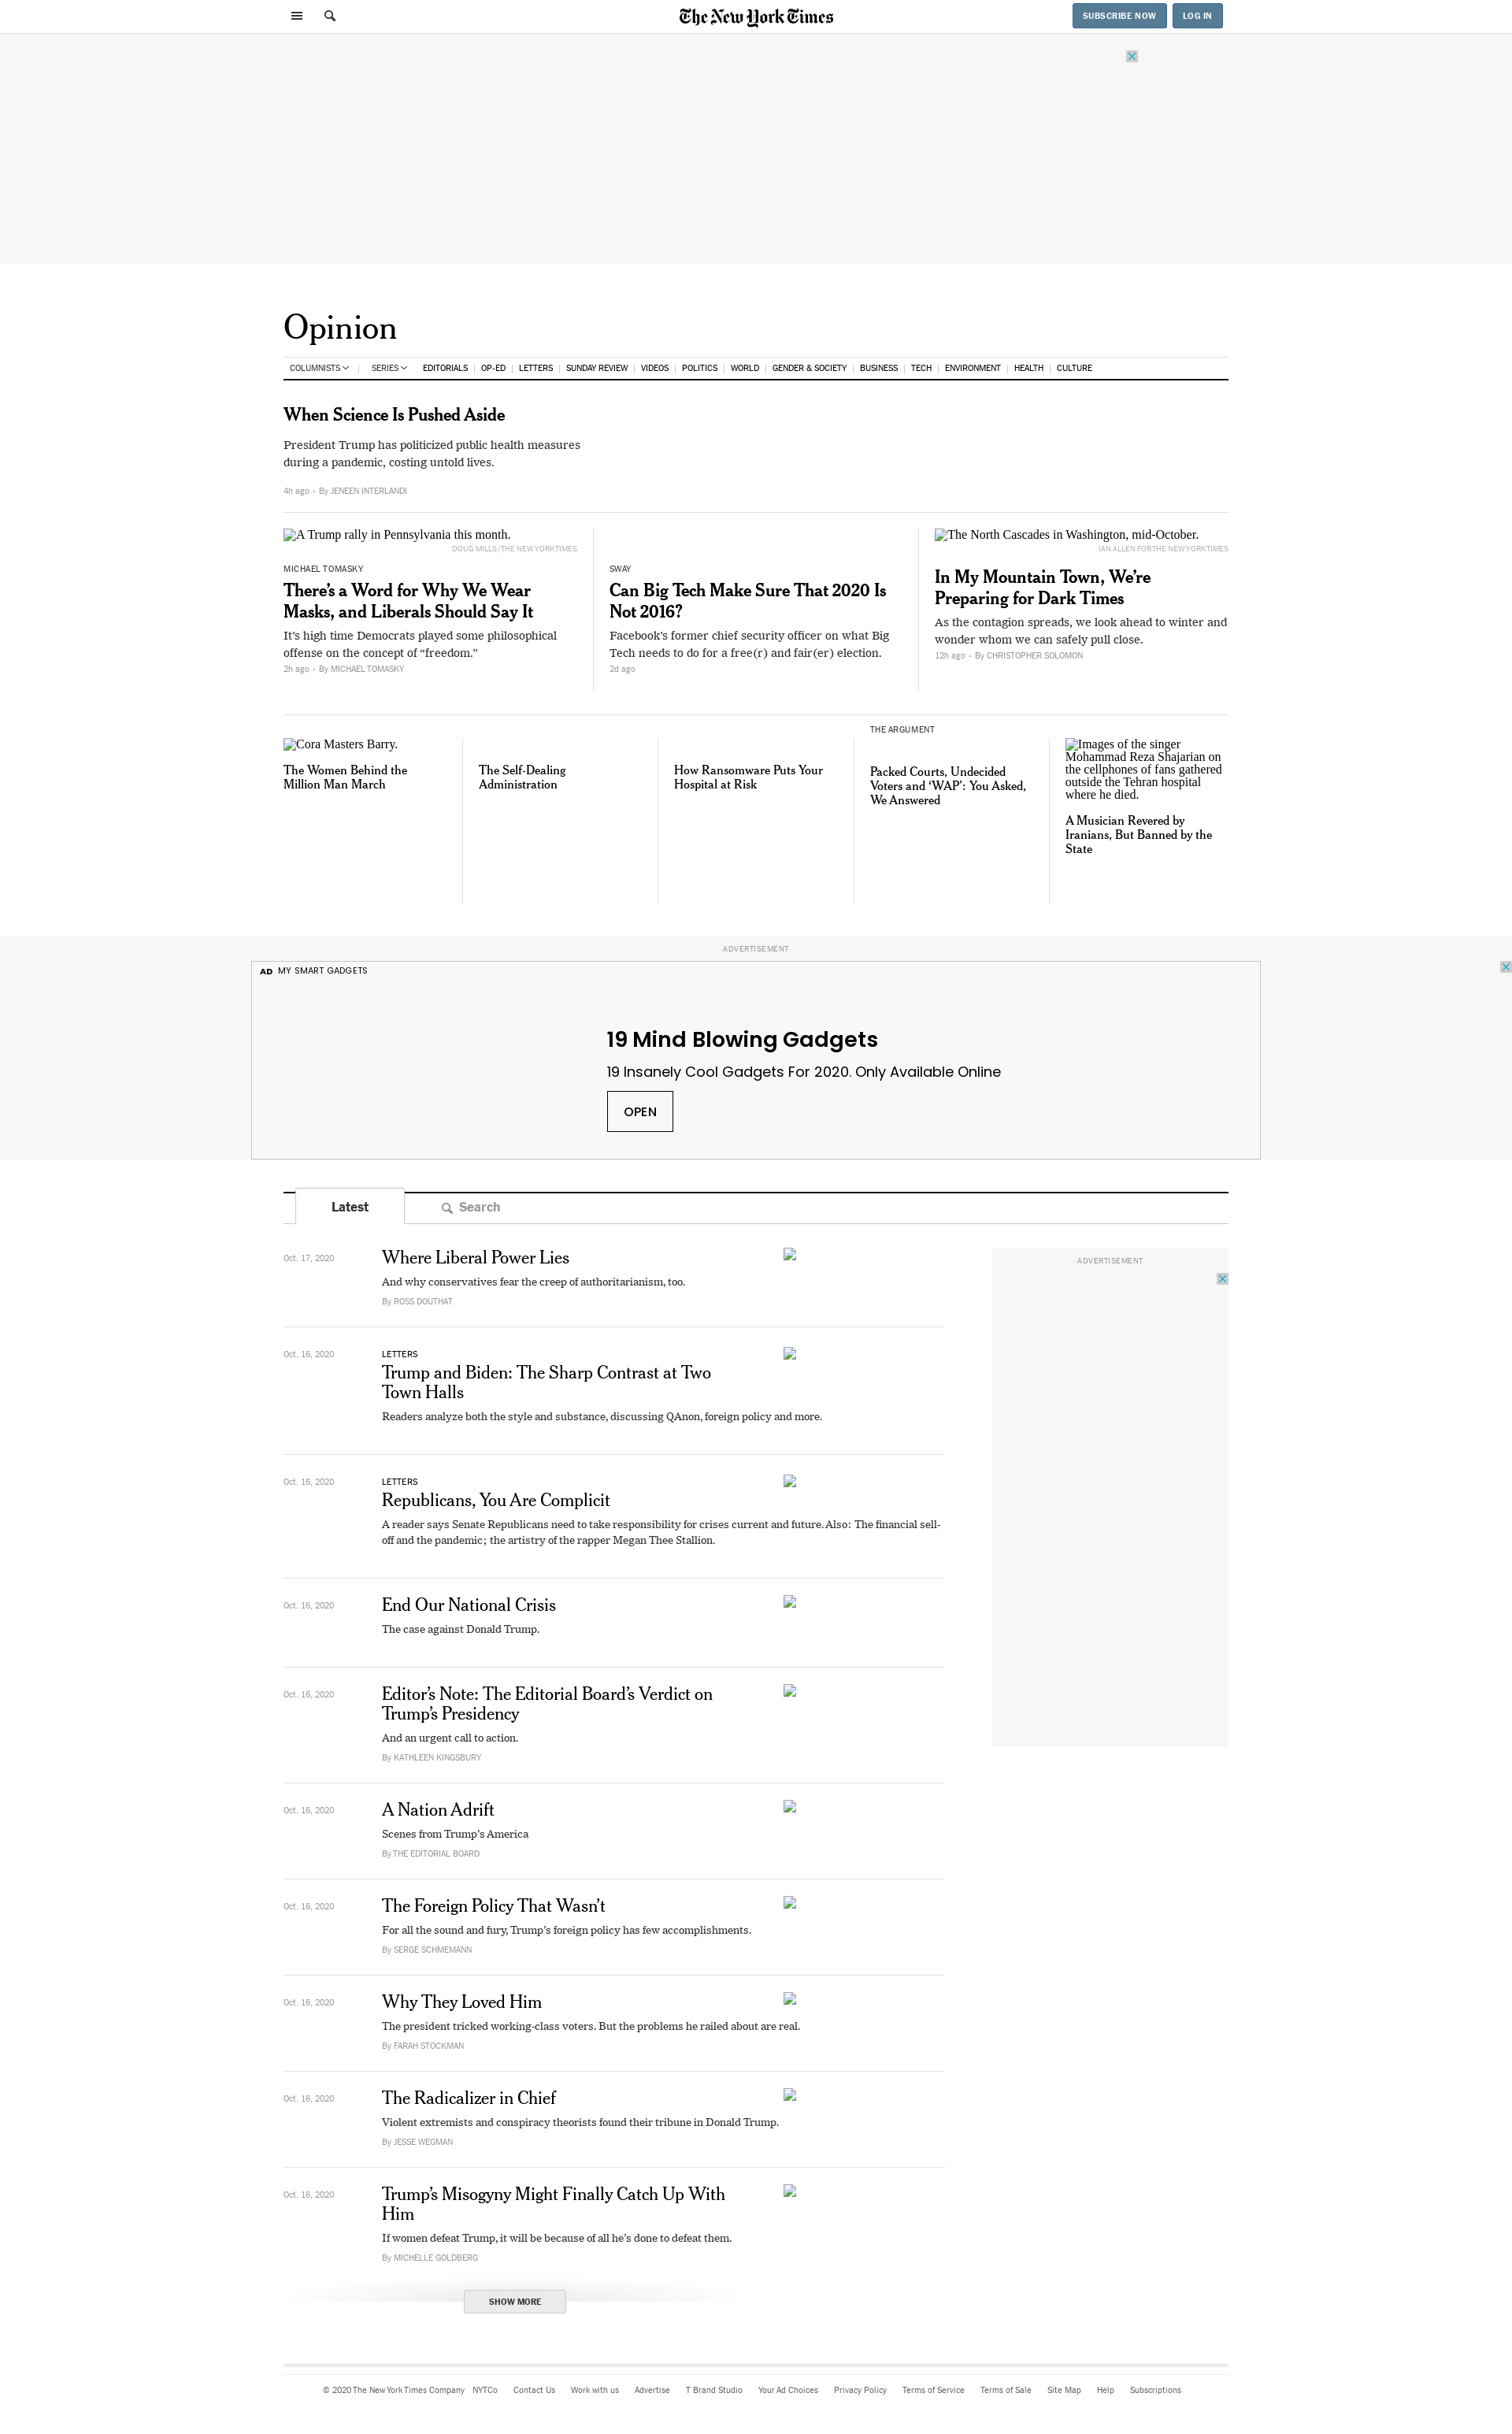 The New York Times
SUBSCRIBE NOW
LOG IN
Opinion
COLUMNISTS
SERIES
EDITORIALS
OP-ED
LETTERS
SUNDAY REVIEW
VIDEOS
POLITICS
WORLD
GENDER & SOCIETY
BUSINESS
TECH
ENVIRONMENT
HEALTH
CULTURE
When Science Is Pushed Aside
President Trump has politicized public health measures
during a pandemic, costing untold lives.
4h ago • By JENEEN INTERLANDI
A Trump rally in Pennsylvania this month.
DOUG MILLS/THE NEW YORK TIMES
MICHAEL TOMASKY
There’s a Word for Why We Wear
Masks, and Liberals Should Say It
It’s high time Democrats played some philosophical
offense on the concept of “freedom.”
2h ago • By MICHAEL TOMASKY
SWAY
Can Big Tech Make Sure That 2020 Is
Not 2016?
Facebook’s former chief security officer on what Big
Tech needs to do for a free(r) and fair(er) election.
2d ago
The North Cascades in Washington, mid-October.
IAN ALLEN FOR THE NEW YORK TIMES
In My Mountain Town, We’re
Preparing for Dark Times
As the contagion spreads, we look ahead to winter and
wonder whom we can safely pull close.
12h ago • By CHRISTOPHER SOLOMON
Cora Masters Barry.
The Women Behind the
Million Man March
The Self-Dealing
Administration
How Ransomware Puts Your
Hospital at Risk
THE ARGUMENT
Packed Courts, Undecided
Voters and ‘WAP’: You Asked,
We Answered
Images of the singer
Mohammad Reza Shajarian on
the cellphones of fans gathered
outside the Tehran hospital
where he died.
A Musician Revered by
Iranians, But Banned by the
State
ADVERTISEMENT
AD MY SMART GADGETS
19 Mind Blowing Gadgets
19 Insanely Cool Gadgets For 2020. Only Available Online
OPEN
Latest
Search
Oct. 17, 2020
Where Liberal Power Lies
And why conservatives fear the creep of authoritarianism, too.
By ROSS DOUTHAT
ADVERTISEMENT
Oct. 16, 2020
LETTERS
Trump and Biden: The Sharp Contrast at Two
Town Halls
Readers analyze both the style and substance, discussing QAnon, foreign policy and more.
Oct. 16, 2020
LETTERS
Republicans, You Are Complicit
A reader says Senate Republicans need to take responsibility for crises current and future. Also: The financial sell-
off and the pandemic; the artistry of the rapper Megan Thee Stallion.
Oct. 16, 2020
End Our National Crisis
The case against Donald Trump.
Oct. 16, 2020
Editor’s Note: The Editorial Board’s Verdict on
Trump’s Presidency
And an urgent call to action.
By KATHLEEN KINGSBURY
Oct. 16, 2020
A Nation Adrift
Scenes from Trump’s America
By THE EDITORIAL BOARD
Oct. 16, 2020
The Foreign Policy That Wasn’t
For all the sound and fury, Trump’s foreign policy has few accomplishments.
By SERGE SCHMEMANN
Oct. 16, 2020
Why They Loved Him
The president tricked working-class voters. But the problems he railed about are real.
By FARAH STOCKMAN
Oct. 16, 2020
The Radicalizer in Chief
Violent extremists and conspiracy theorists found their tribune in Donald Trump.
By JESSE WEGMAN
Oct. 16, 2020
Trump’s Misogyny Might Finally Catch Up With
Him
If women defeat Trump, it will be because of all he’s done to defeat them.
By MICHELLE GOLDBERG
SHOW MORE
© 2020 The New York Times Company NYTCo Contact Us Work with us Advertise T Brand Studio Your Ad Choices Privacy Policy Terms of Service Terms of Sale Site Map Help Subscriptions